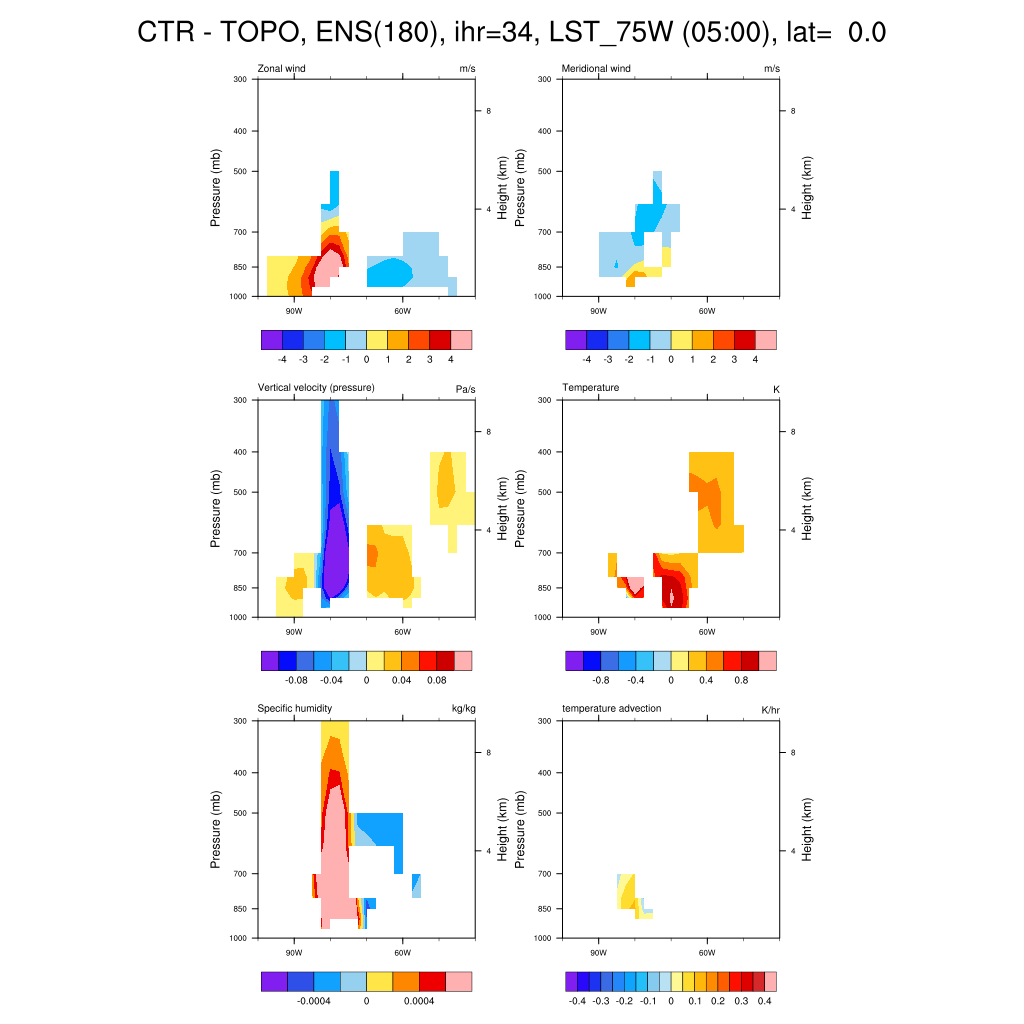 CTR - TOPO, ENS(180), ihr=34, LST_75W (05:00), lat= 0.0
Zonal wind m/s
300
400
500
700
850
1000
Pressure (mb)
8
4
Height (km)
90W 60W
-4 -3 -2 -1 0 1 2 3 4
Meridional wind m/s
300
400
500
700
850
1000
Pressure (mb)
8
4
Height (km)
90W 60W
-4 -3 -2 -1 0 1 2 3 4
Vertical velocity (pressure) Pa/s
300
400
500
700
850
1000
Pressure (mb)
8
4
Height (km)
90W 60W
-0.08 -0.04 0 0.04 0.08
Temperature K
300
400
500
700
850
1000
Pressure (mb)
8
4
Height (km)
90W 60W
-0.8 -0.4 0 0.4 0.8
Specific humidity kg/kg
300
400
500
700
850
1000
Pressure (mb)
8
4
Height (km)
90W 60W
-0.0004 0 0.0004
temperature advection K/hr
300
400
500
700
850
1000
Pressure (mb)
8
4
Height (km)
90W 60W
-0.4 -0.3 -0.2 -0.1 0 0.1 0.2 0.3 0.4